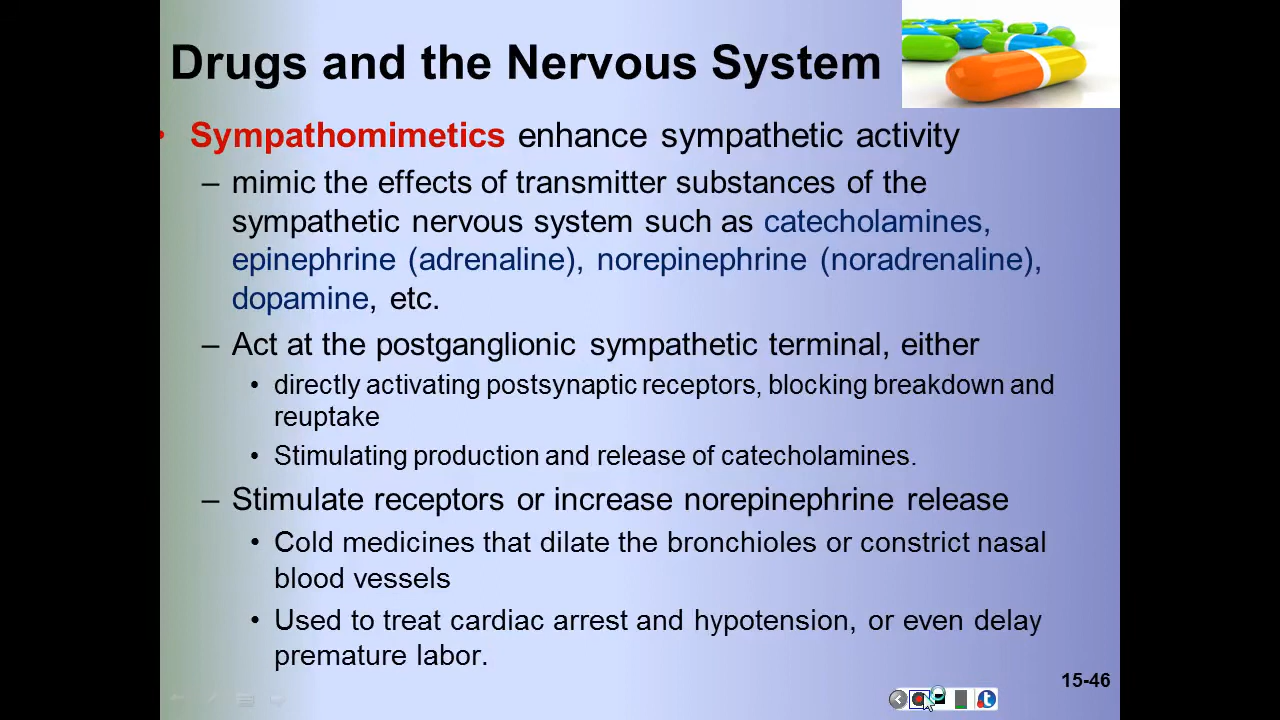 Drugs and the Nervous System
• Sympathomimetics enhance sympathetic activity
– mimic the effects of transmitter substances of the
sympathetic nervous system such as catecholamines,
epinephrine (adrenaline), norepinephrine (noradrenaline),
dopamine, etc.
– Act at the postganglionic sympathetic terminal, either
• directly activating postsynaptic receptors, blocking breakdown and
reuptake
• Stimulating production and release of catecholamines.
– Stimulate receptors or increase norepinephrine release
• Cold medicines that dilate the bronchioles or constrict nasal
blood vessels
• Used to treat cardiac arrest and hypotension, or even delay
premature labor.
15-46
t